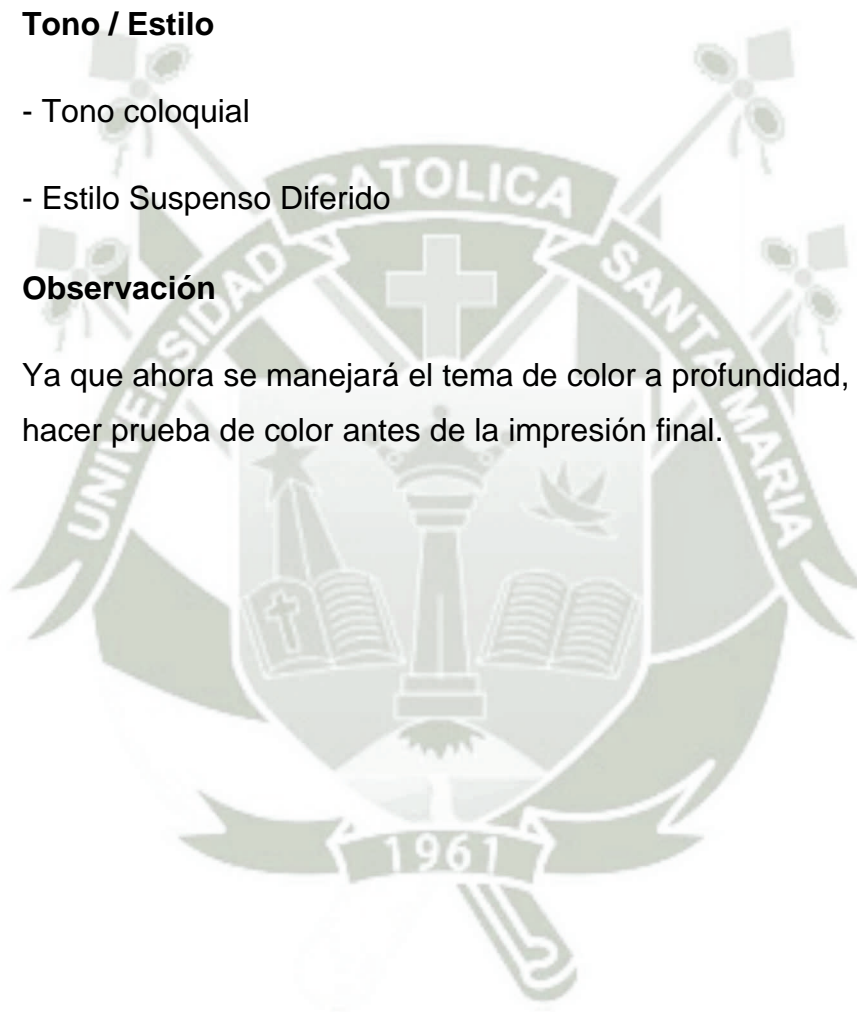 Tono / Estilo
- Tono coloquial
- Estilo Suspenso Diferido
Observación
Ya que ahora se manejará el tema de color a profundidad,
hacer prueba de color antes de la impresión final.
UNIVERSIDAD CATOLICA SANTA MARIA
1961